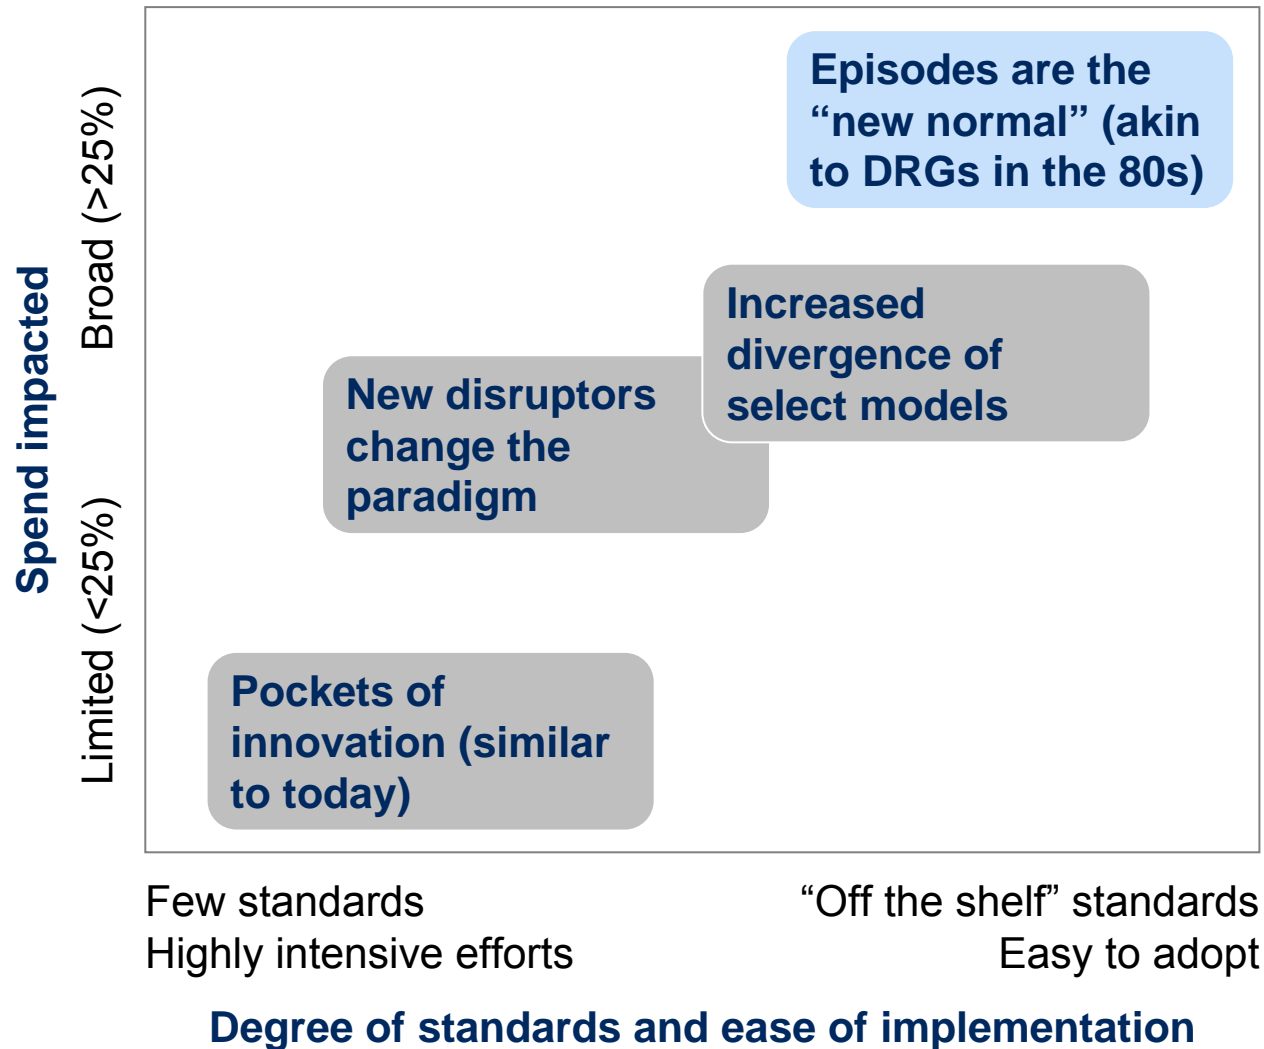 Episodes are the
“new normal” (akin
to DRGs in the 80s)
Increased
divergence of
select models
New disruptors
change the
paradigm
Pockets of
innovation (similar
to today)
Spend impacted
Broad (>25%)
Limited (<25%)
Few standards
Highly intensive efforts
“Off the shelf” standards
Easy to adopt
Degree of standards and ease of implementation